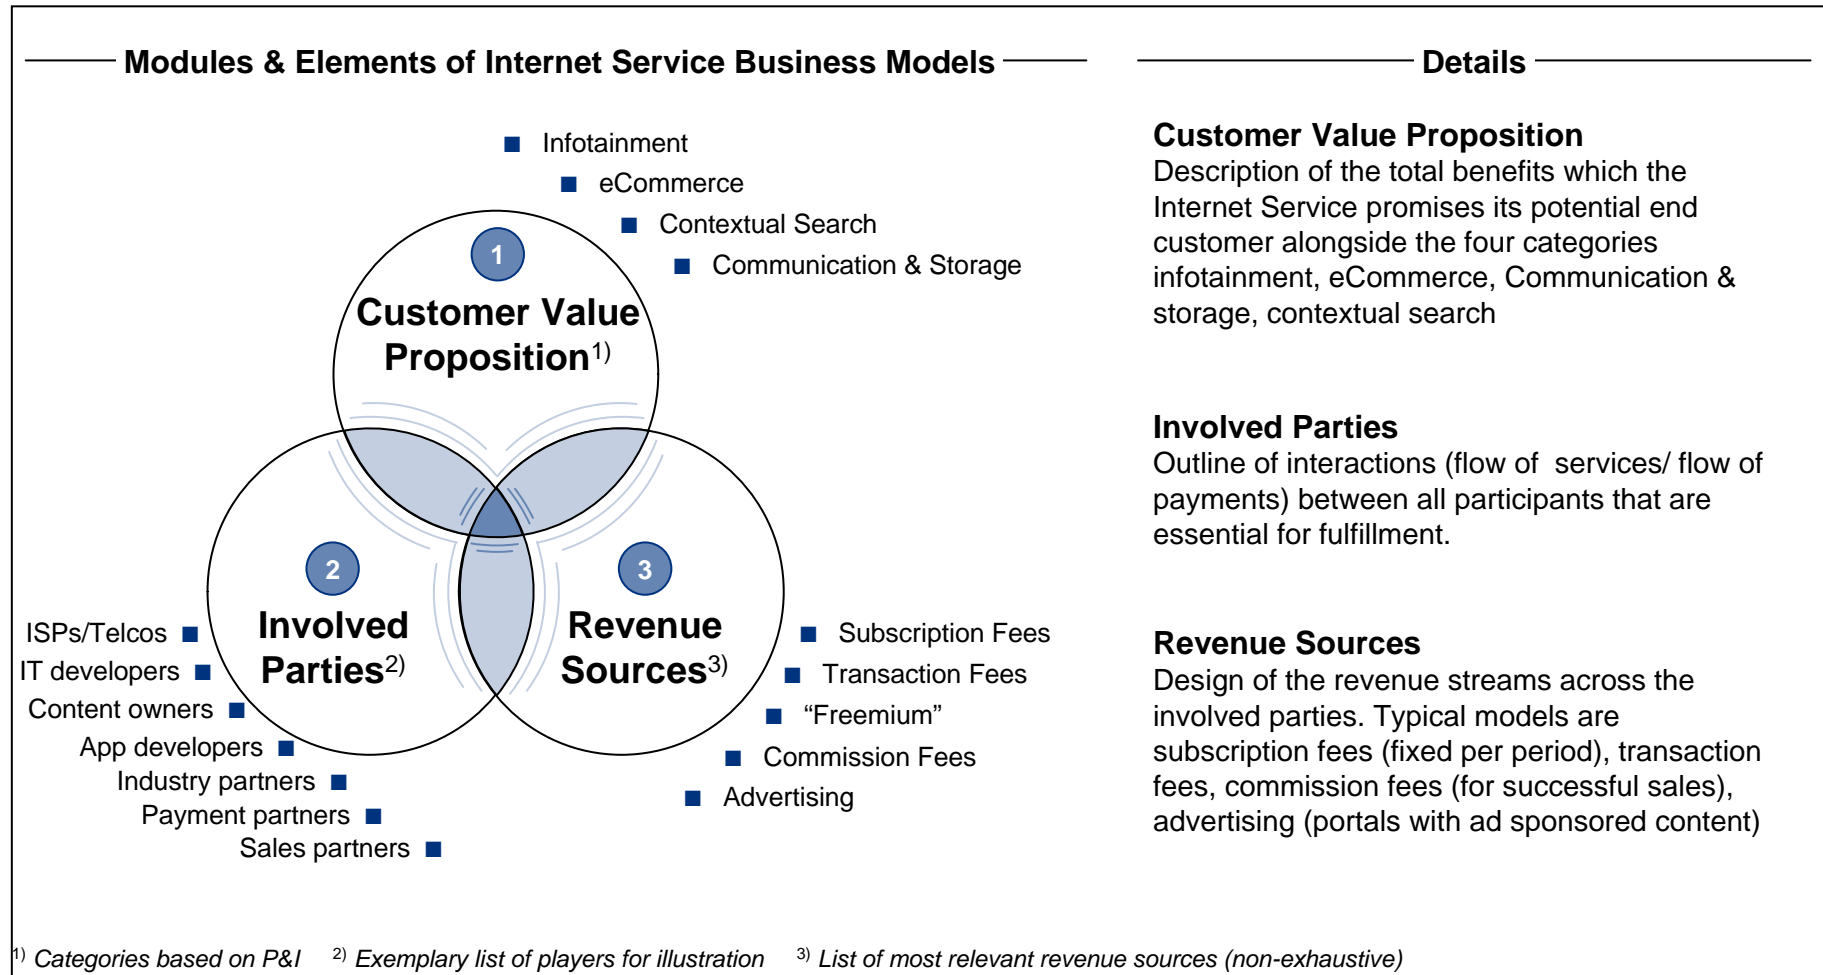 Modules & Elements of Internet Service Business Models
Infotainment
eCommerce
Contextual Search
Communication & Storage
1
Customer Value
Proposition1)
2
Involved
Parties2)
3
Revenue
Sources3)
ISPs/Telcos
IT developers
Content owners
App developers
Industry partners
Payment partners
Sales partners
Subscription Fees
Transaction Fees
“Freemium”
Commission Fees
Advertising
Details
Customer Value Proposition
Description of the total benefits which the
Internet Service promises its potential end
customer alongside the four categories
infotainment, eCommerce, Communication &
storage, contextual search
Involved Parties
Outline of interactions (flow of  services/ flow of
payments) between all participants that are
essential for fulfillment.
Revenue Sources
Design of the revenue streams across the
involved parties. Typical models are
subscription fees (fixed per period), transaction
fees, commission fees (for successful sales),
advertising (portals with ad sponsored content)
1) Categories based on P&I 2) Exemplary list of players for illustration 3) List of most relevant revenue sources (non-exhaustive)